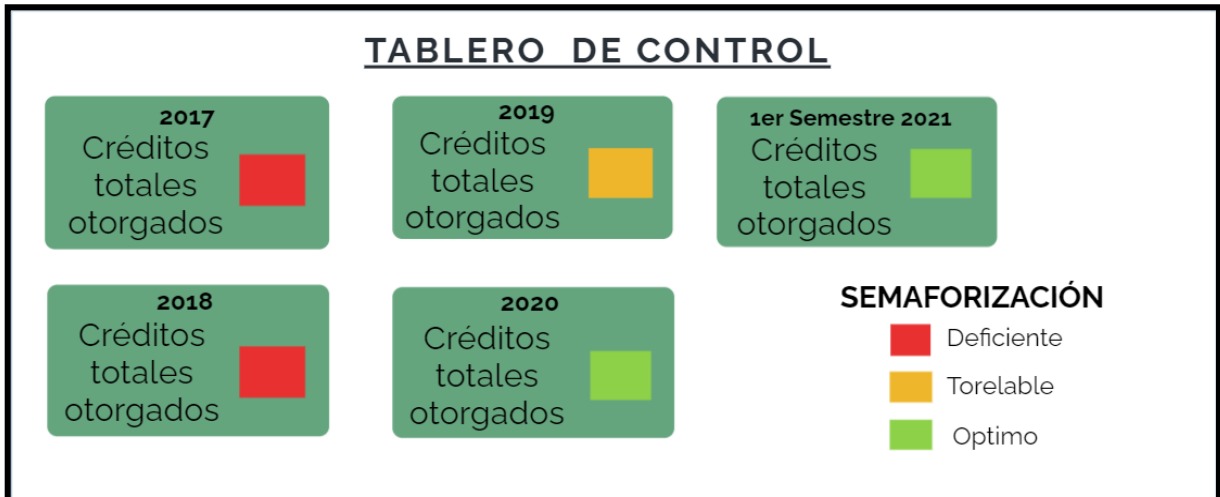 TABLERO DE CONTROL
2017
Créditos
totales
otorgados
2019
Créditos
totales
otorgados
1er Semestre 2021
Créditos
totales
otorgados
2018
Créditos
totales
otorgados
2020
Créditos
totales
otorgados
SEMAFORIZACIÓN
Deficiente
Torelable
Optimo